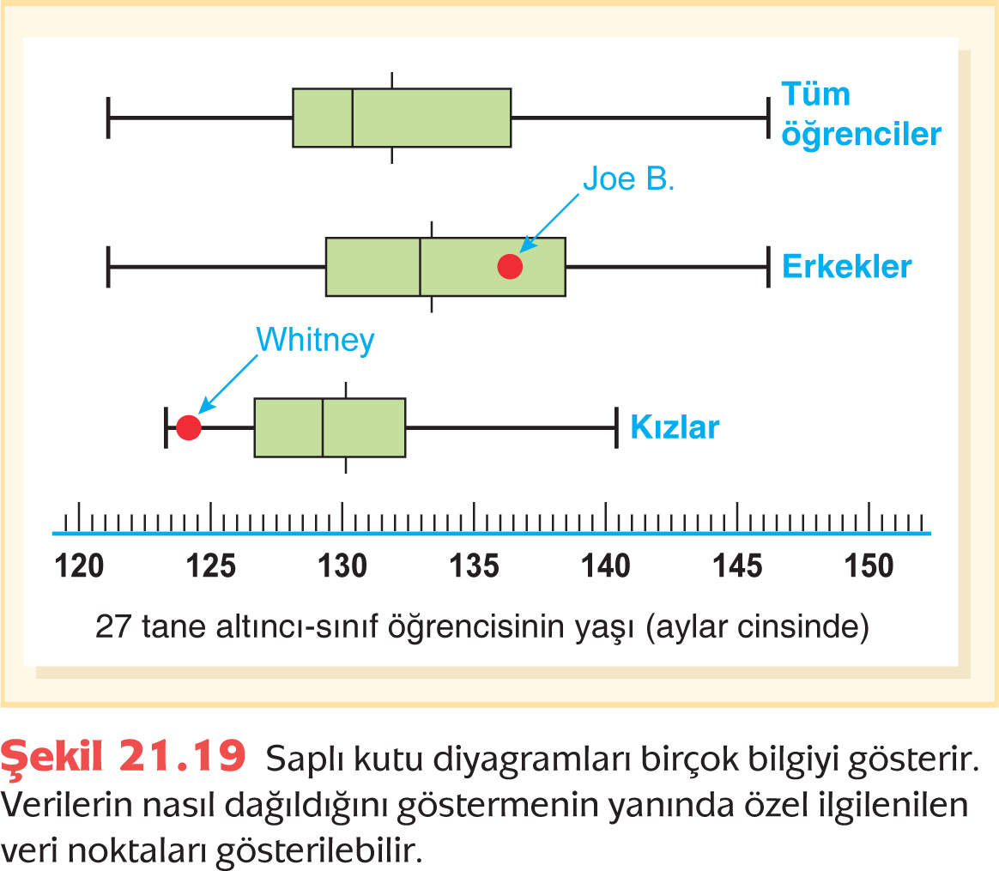 Tüm
öğrenciler
Joe B.
Erkekler
Whitney
Kızlar
120 125 130 135 140 145 150
27 tane altıncı-sınıf öğrencisinin yaşı (aylar cinsinde)
Şekil 21.19 Saplı kutu diyagramları birçok bilgiyi gösterir.
Verilerin nasıl dağıldığını göstermenin yanında özel ilgilenilen
veri noktaları gösterilebilir.